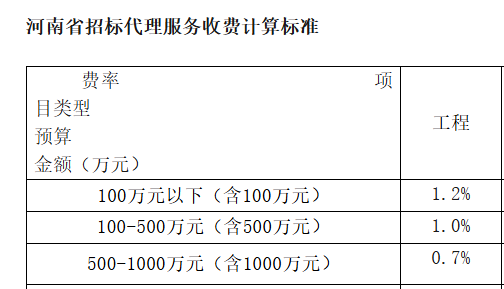 河南省招标代理服务收费计算标准
费率 项
目类型
预算
金额（万元）
工程
100万元以下（含100万元）
1.2%
100-500万元（含500万元）
1.0%
500-1000万元（含1000万元）
0.7%